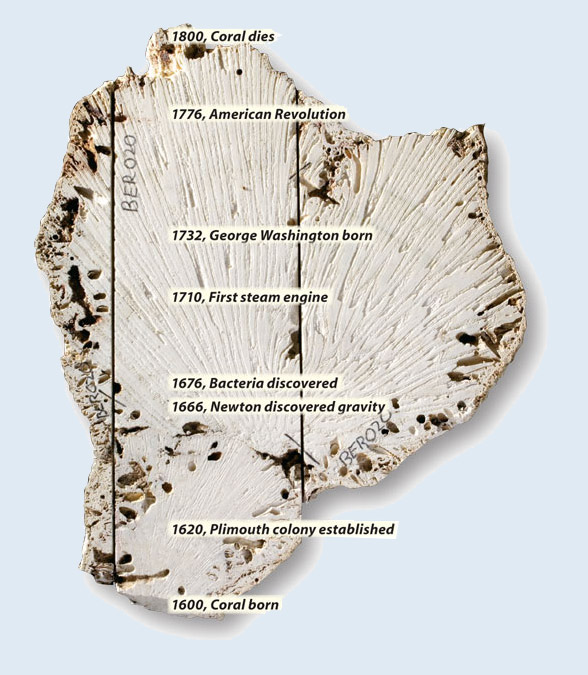 1800, Coral dies
1776, American Revolution
BER020
1732, George Washington born
1710, First steam engine
1676, Bacteria discovered
1666, Newton discovered gravity
BER020
BER020
1620, Plimouth colony established
1600, Coral born